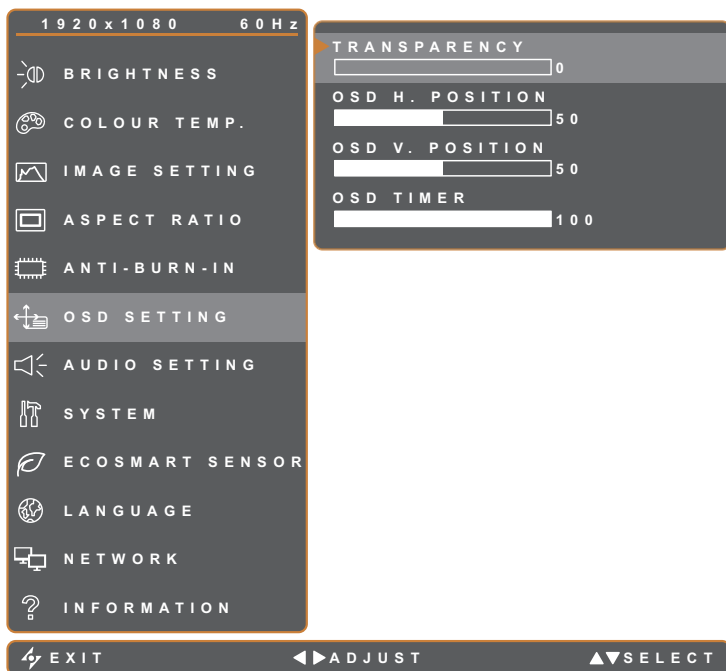 1920x1080 60Hz
BRIGHTNESS
COLOUR TEMP.
IMAGE SETTING
ASPECT RATIO
ANTI-BURN-IN
OSD SETTING
AUDIO SETTING
SYSTEM
ECOSMART SENSOR
LANGUAGE
NETWORK
INFORMATION
TRANSPARENCY
0
OSD H. POSITION
50
OSD V. POSITION
50
OSD TIMER
100
EXIT ADJUST SELECT